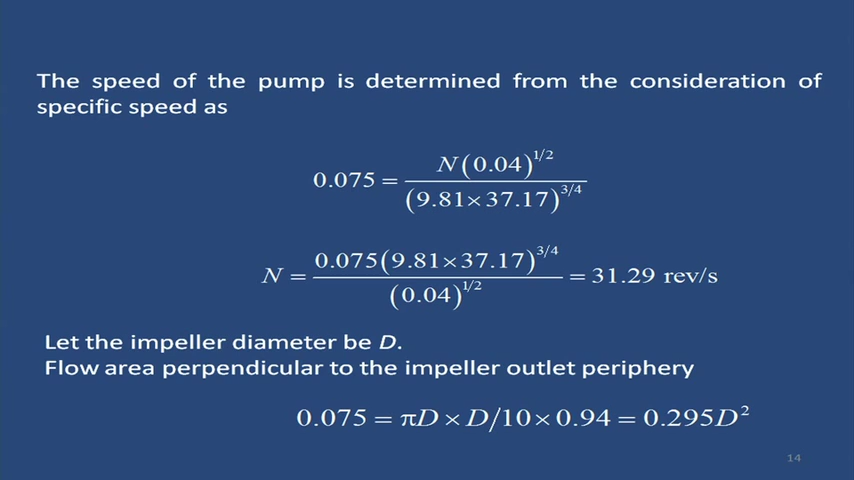 The speed of the pump is determined from the consideration of
specific speed as
0.075 = N(0.04)^{1/2} / (9.81×37.17)^{3/4}
N = 0.075(9.81×37.17)^{3/4} / (0.04)^{1/2} = 31.29 rev/s
Let the impeller diameter be D.
Flow area perpendicular to the impeller outlet periphery
0.075 = πD × D/10 × 0.94 = 0.295D²
14